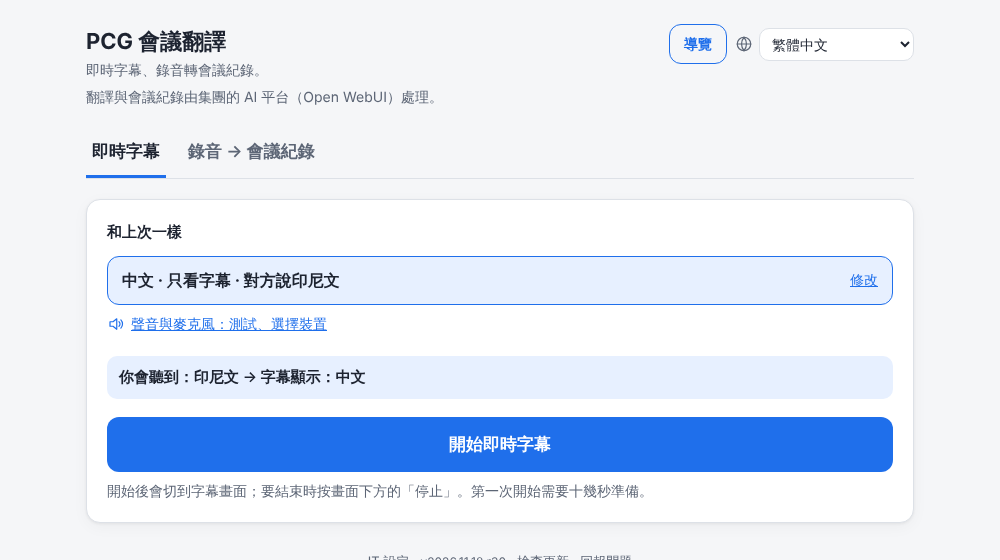 PCG 會議翻譯
導覽
繁體中文
即時字幕、錄音轉會議紀錄。
翻譯與會議紀錄由集團的 AI 平台（Open WebUI）處理。
即時字幕
錄音 → 會議紀錄
和上次一樣
中文 · 只看字幕 · 對方說印尼文
修改
聲音與麥克風：測試、選擇裝置
你會聽到：印尼文 → 字幕顯示：中文
開始即時字幕
開始後會切到字幕畫面；要結束時按畫面下方的「停止」。第一次開始需要十幾秒準備。